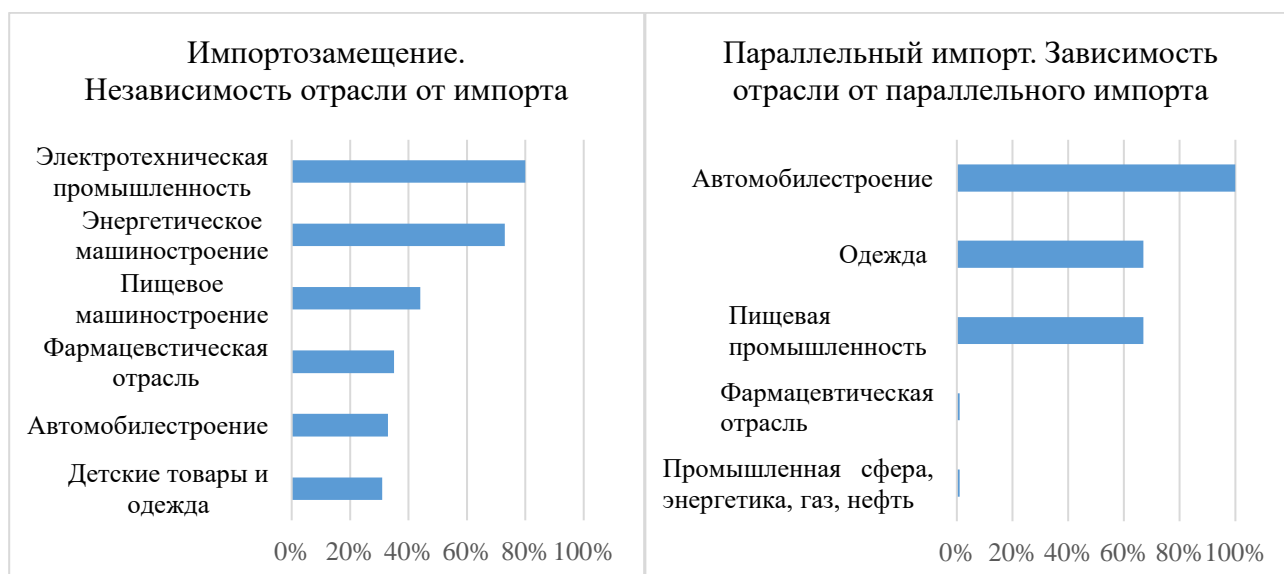 Импортозамещение.
Независимость отрасли от импорта
Электротехническая
промышленность
Энергетическое
машиностроение
Пищевое
машиностроение
Фармацевстическая
отрасль
Автомобилестроение
Детские товары и
одежда
0% 20% 40% 60% 80% 100%
Параллельный импорт. Зависимость
отрасли от параллельного импорта
Автомобилестроение
Одежда
Пищевая
промышленность
Фармацевтическая
отрасль
Промышленная сфера,
энергетика, газ, нефть
0% 20% 40% 60% 80% 100%